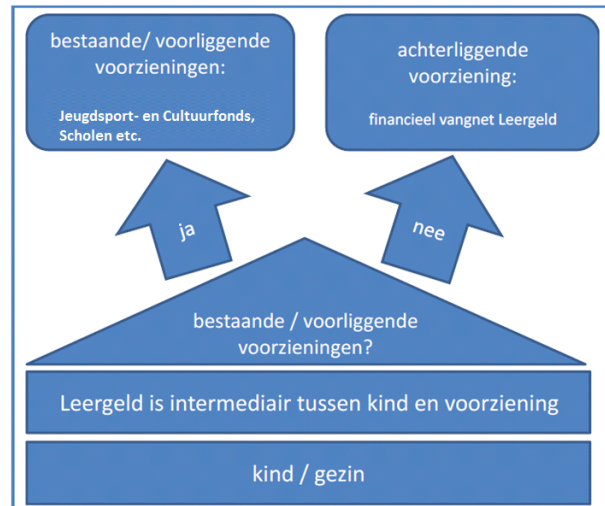 bestaande/ voorliggende
voorzieningen:
Jeugdsport- en Cultuurfonds,
Scholen etc.
achterliggende
voorziening:
financieel vangnet Leergeld
ja
nee
bestaande / voorliggende
voorzieningen?
Leergeld is intermediair tussen kind en voorziening
kind / gezin